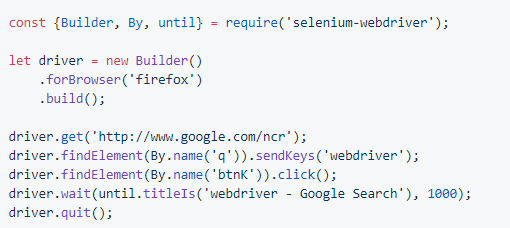 const {Builder, By, until} = require('selenium-webdriver');
let driver = new Builder()
.forBrowser('firefox')
.build();
driver.get('http://www.google.com/ncr');
driver.findElement(By.name('q')).sendKeys('webdriver');
driver.findElement(By.name('btnK')).click();
driver.wait(until.titleIs('webdriver - Google Search'), 1000);
driver.quit();